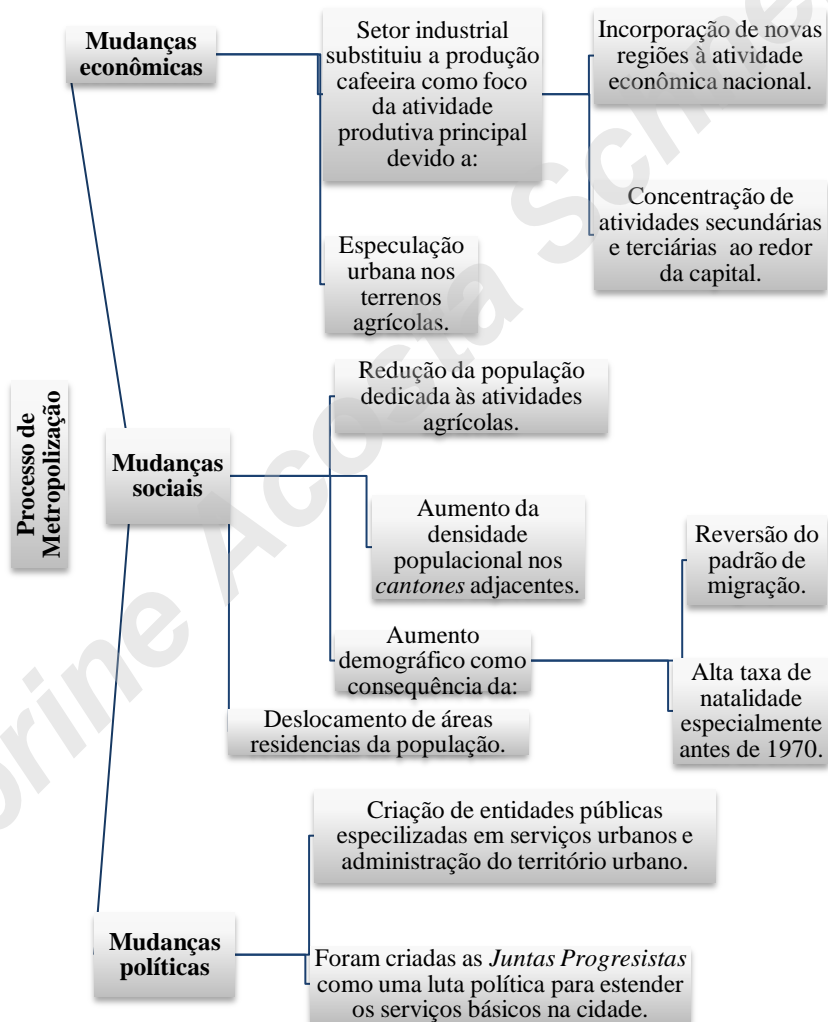 Processo de
Metropolização
Mudanças
econômicas
Setor industrial
substituiu a produção
cafeeira como foco
da atividade
produtiva principal
devido a:
Incorporação de novas
regiões à atividade
econômica nacional.
Concentração de
atividades secundárias
e terciárias ao redor
da capital.
Especulação
urbana nos
terrenos
agrícolas.
Mudanças
sociais
Redução da população
dedicada às atividades
agrícolas.
Aumento da
densidade
populacional nos
cantones adjacentes.
Aumento
demográfico como
consequência da:
Reversão do
padrão de
migração.
Alta taxa de
natalidade
especialmente
antes de 1970.
Deslocamento de áreas
residencias da população.
Mudanças
políticas
Criação de entidades públicas
especilizadas em serviços urbanos e
administração do território urbano.
Foram criadas as Juntas Progresistas
como uma luta política para estender
os serviços básicos na cidade.